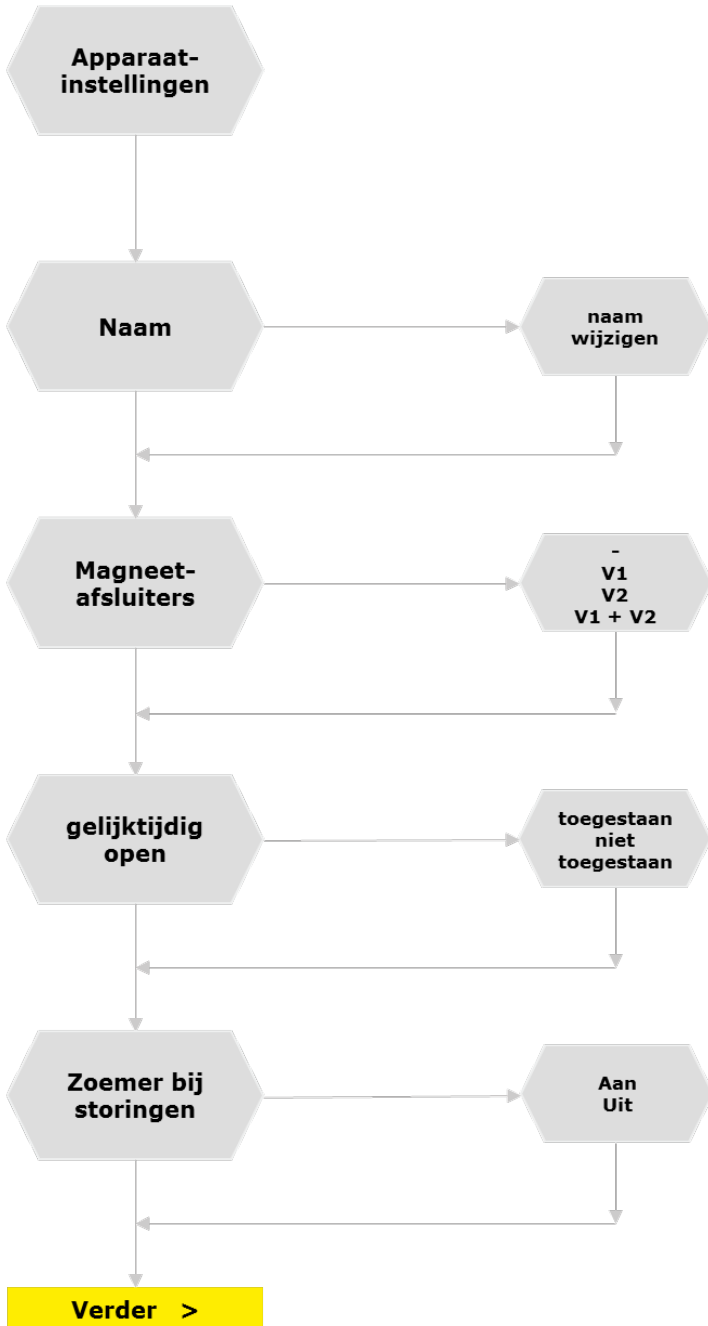 Apparaat-
instellingen
Naam
naam
wijzigen
Magneet-
afsluiters
-
V1
V2
V1 + V2
gelijktijdig
open
toegestaan
niet
toegestaan
Zoemer bij
storingen
Aan
Uit
Verder >